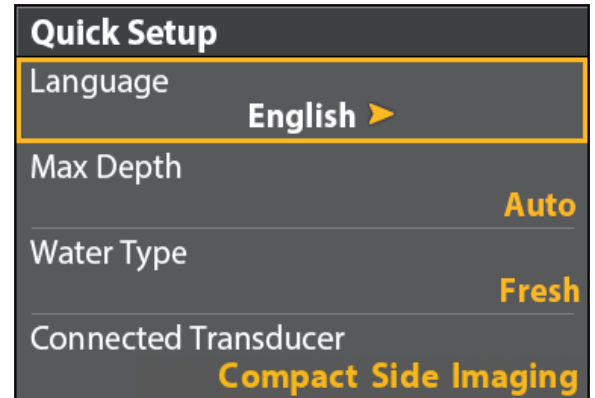 Quick Setup
Language
English
Max Depth
Auto
Water Type
Fresh
Connected Transducer
Compact Side Imaging